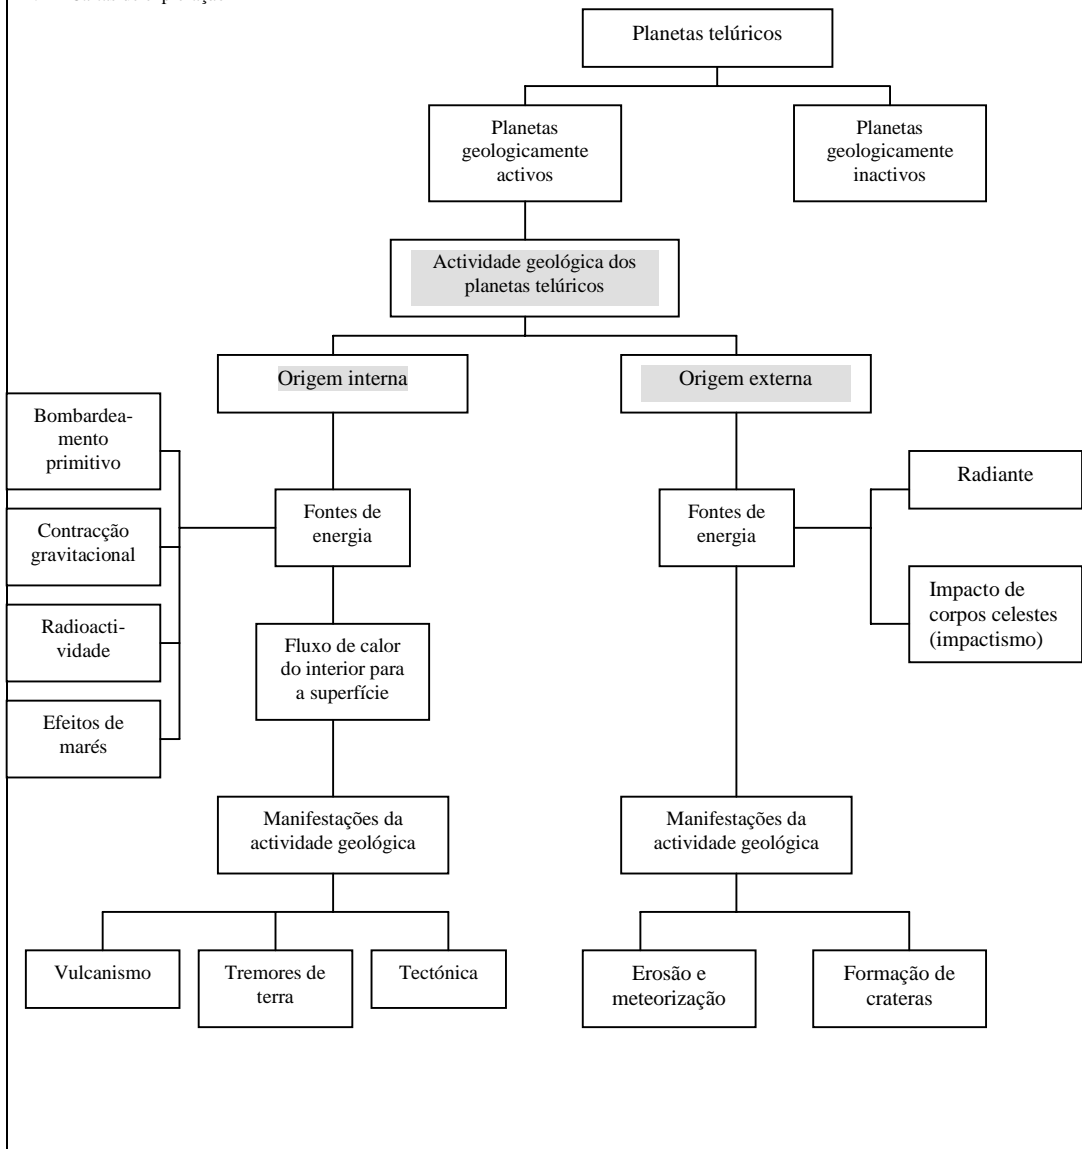 Planetas telúricos
Planetas
geologicamente
activos
Planetas
geologicamente
inactivos
Actividade geológica dos
planetas telúricos
Origem interna
Origem externa
Bombardea-
mento
primitivo
Contracção
gravitacional
Radioacti-
vidade
Efeitos de
marés
Fontes de
energia
Fontes de
energia
Radiante
Impacto de
corpos celestes
(impactismo)
Fluxo de calor
do interior para
a superfície
Manifestações da
actividade geológica
Manifestações da
actividade geológica
Vulcanismo
Tremores de
terra
Tectónica
Erosão e
meteorização
Formação de
crateras